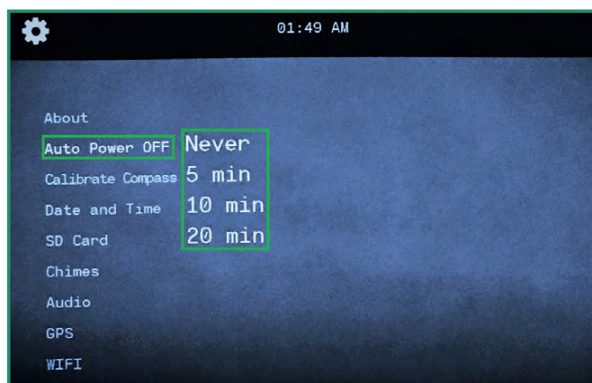 01:49 AM
About
Auto Power OFF
Never
5 min
10 min
20 min
Calibrate Compass
Date and Time
SD Card
Chimes
Audio
GPS
WIFI